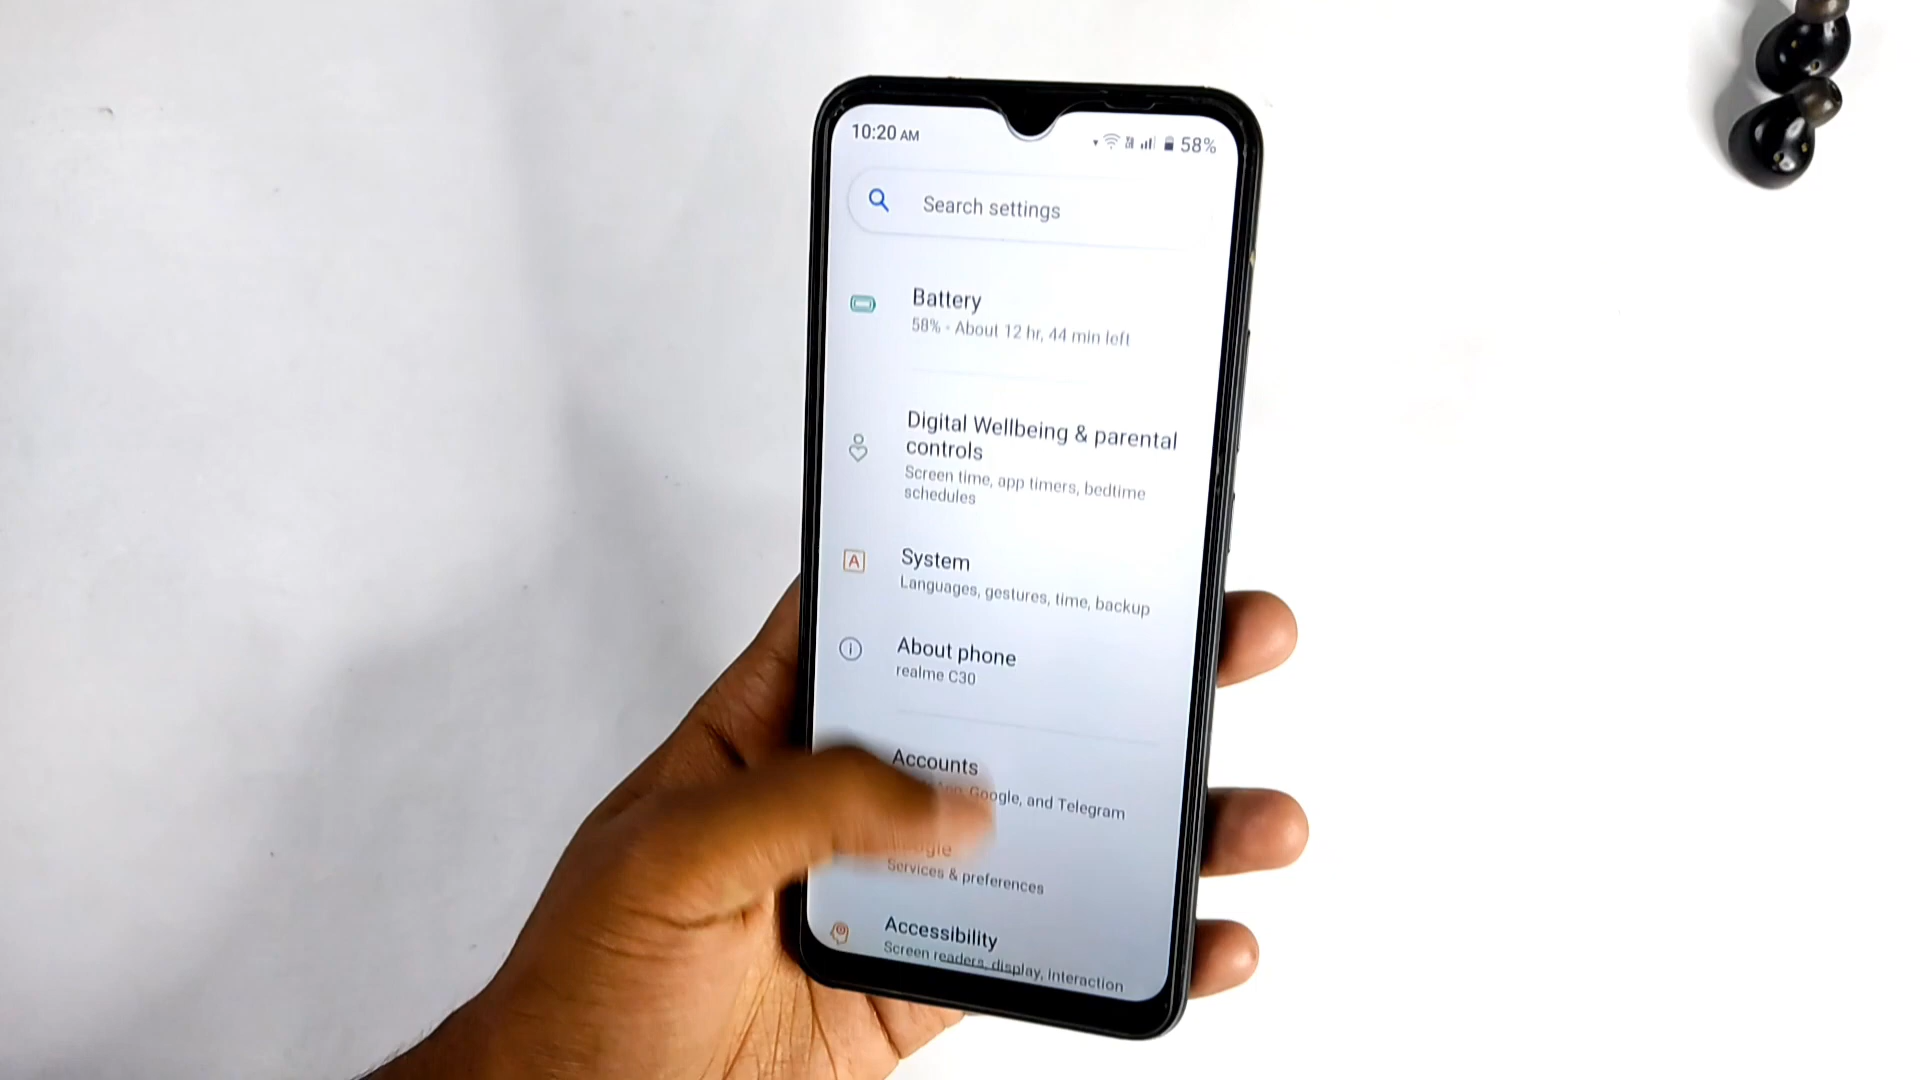 10:20 AM
58%
Search settings
Battery
58% - About 12 hr, 44 min left
Digital Wellbeing & parental
controls
Screen time, app timers, bedtime
schedules
A
System
Languages, gestures, time, backup
About phone
realme C30
Accounts
Google, and Telegram
Services & preferences
Accessibility
Screen readers, display, interaction